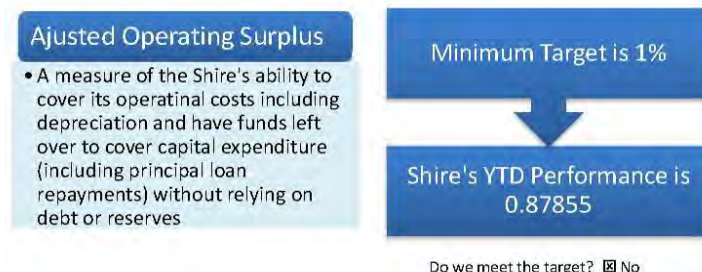 Ajusted Operating Surplus
• A measure of the Shire's ability to
cover its operatinal costs including
depreciation and have funds left
over to cover capital expenditure
(including principal loan
repayments) without relying on
debt or reserves
Minimum Target is 1%
Shire's YTD Performance is
0.87855
Do we meet the target? ☒ No